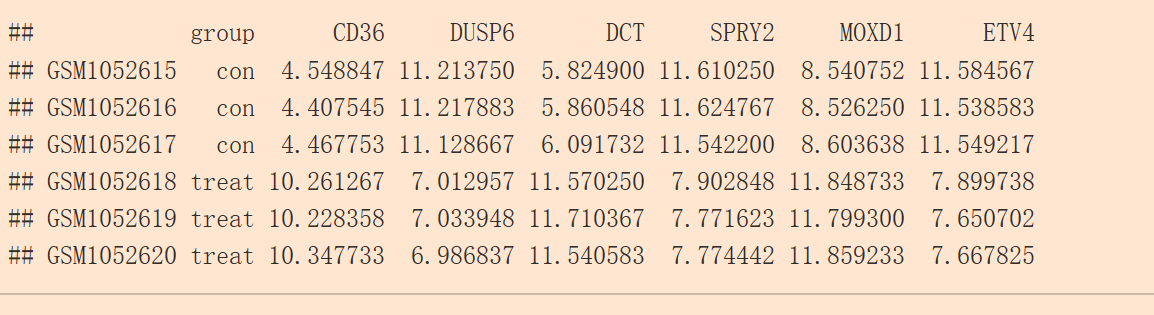 ##            group      CD36     DUSP6       DCT     SPRY2     MOXD1      ETV4
## GSM1052615   con  4.548847 11.213750  5.824900 11.610250  8.540752 11.584567
## GSM1052616   con  4.407545 11.217883  5.860548 11.624767  8.526250 11.538583
## GSM1052617   con  4.467753 11.128667  6.091732 11.542200  8.603638 11.549217
## GSM1052618 treat 10.261267  7.012957 11.570250  7.902848 11.848733  7.899738
## GSM1052619 treat 10.228358  7.033948 11.710367  7.771623 11.799300  7.650702
## GSM1052620 treat 10.347733  6.986837 11.540583  7.774442 11.859233  7.667825